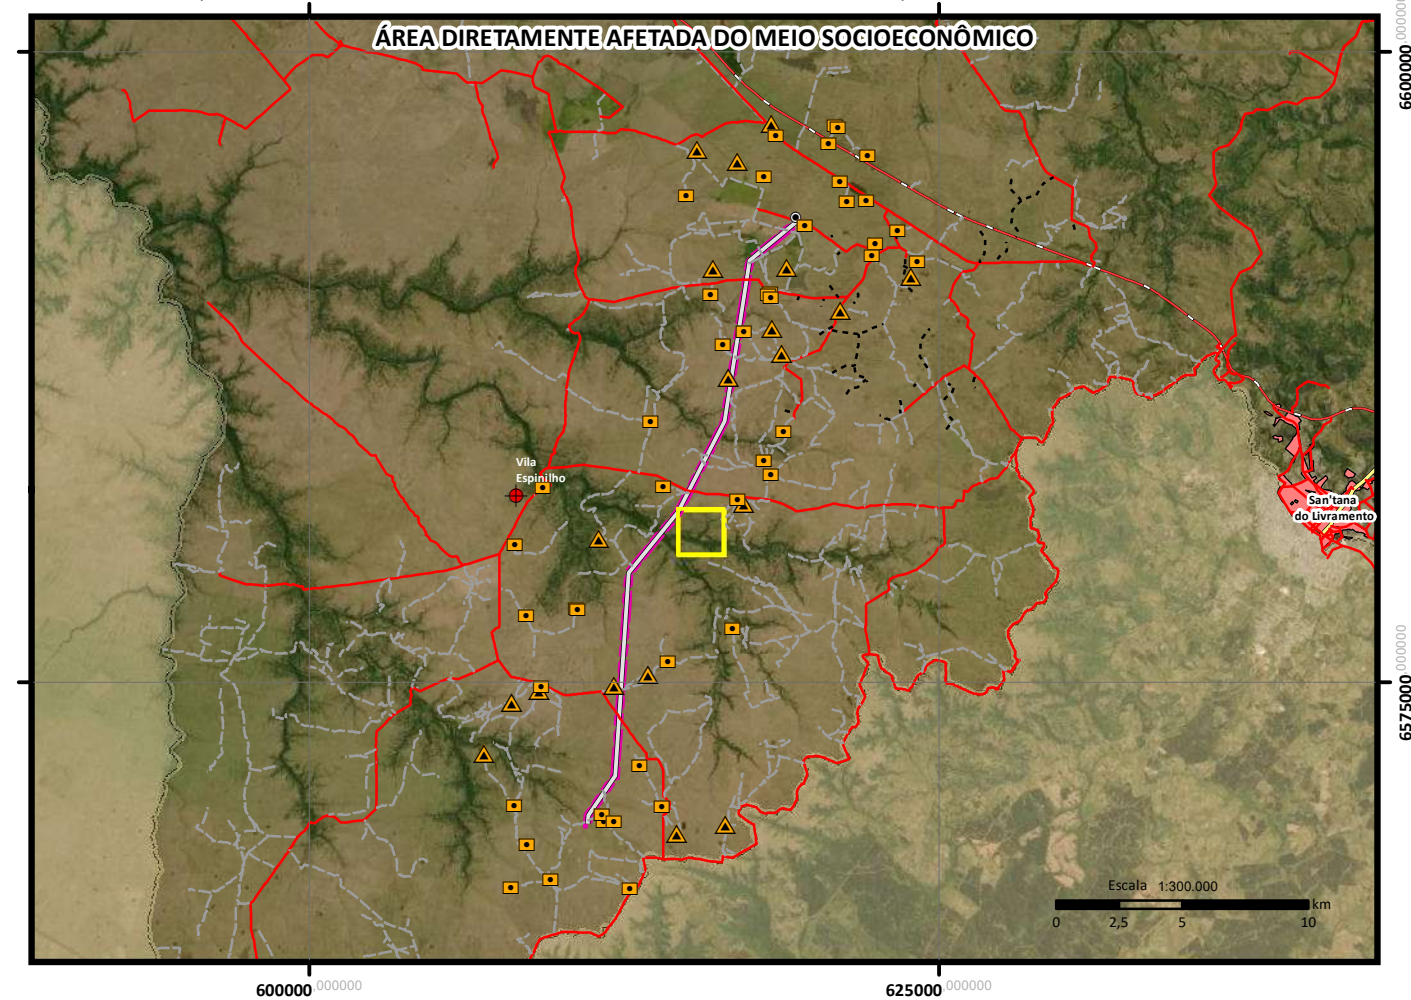 ÁREA DIRETAMENTE AFETADA DO MEIO SOCIOECONÔMICO
6600000,000000
Vila
Espinilho
San'tana
do Livramento
6575000,000000
Escala 1:300.000
km
0 2,5 5 10
600000,000000 625000,000000